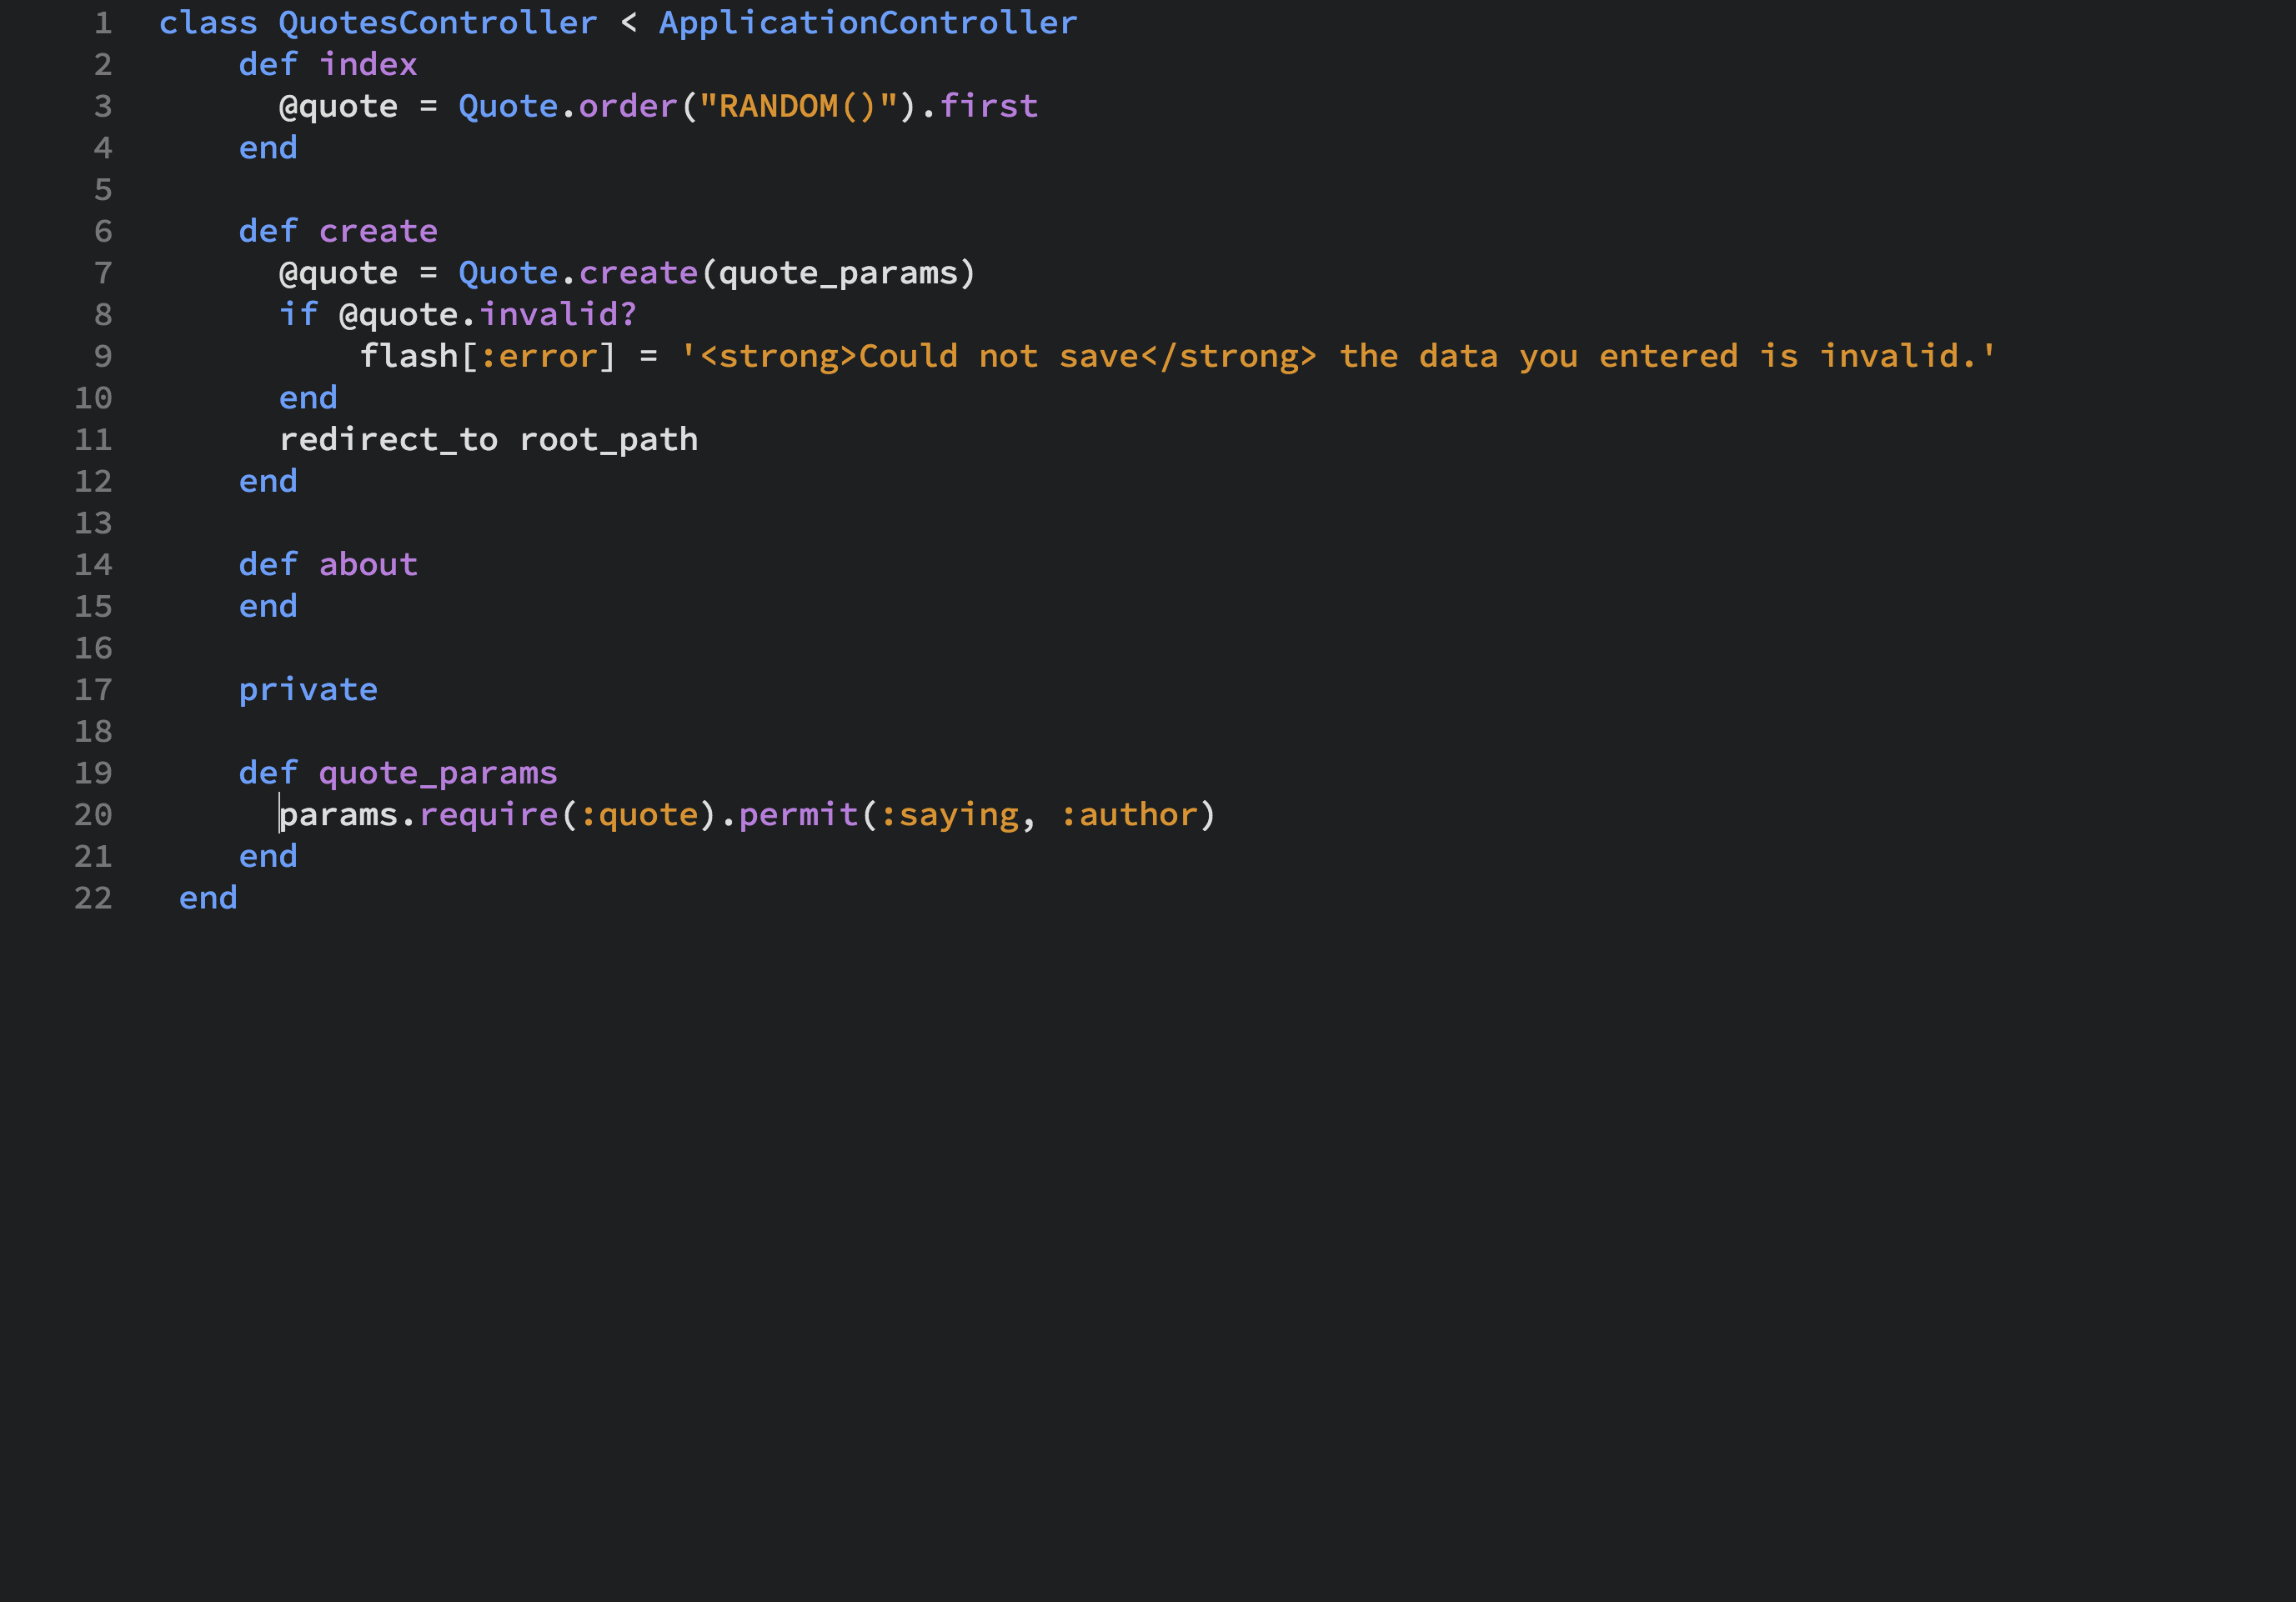 1 class QuotesController < ApplicationController
2     def index
3       @quote = Quote.order("RANDOM()").first
4     end
5
6     def create
7       @quote = Quote.create(quote_params)
8       if @quote.invalid?
9           flash[:error] = '<strong>Could not save</strong> the data you entered is invalid.'
10       end
11       redirect_to root_path
12     end
13
14     def about
15     end
16
17     private
18
19     def quote_params
20       params.require(:quote).permit(:saying, :author)
21     end
22  end